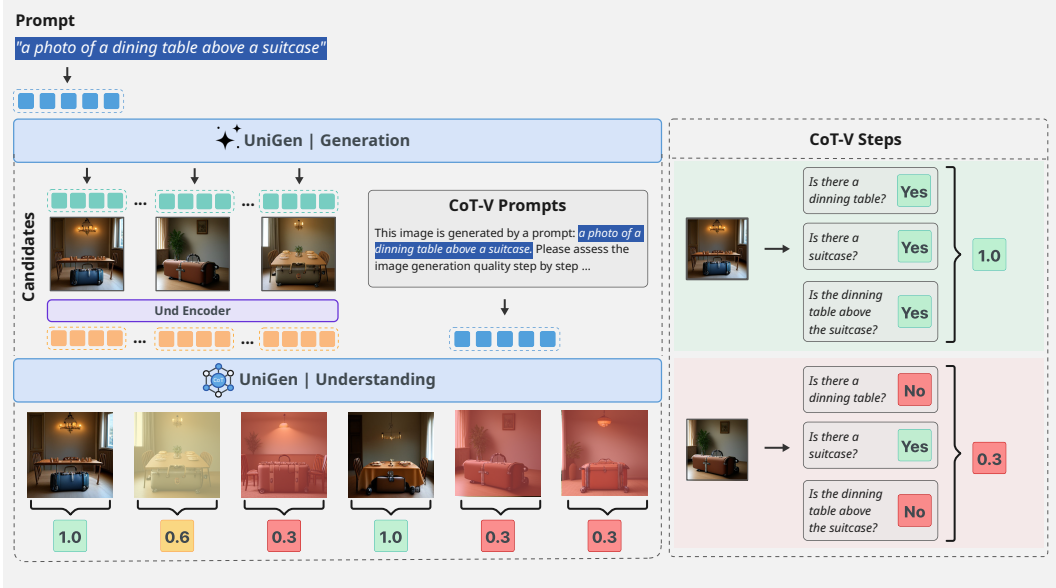 Prompt
"a photo of a dining table above a suitcase"
UniGen | Generation
Candidates
...
...
CoT-V Prompts
This image is generated by a prompt: a photo of a
dinning table above a suitcase. Please assess the
image generation quality step by step ...
Und Encoder
...
...
CoT
UniGen | Understanding
1.0
0.6
0.3
1.0
0.3
0.3
CoT-V Steps
Is there a
dinning table?
Yes
Is there a
suitcase?
Yes
Is the dinning
table above
the suitcase?
Yes
1.0
Is there a
dinning table?
No
Is there a
suitcase?
Yes
Is the dinning
table above
the suitcase?
No
0.3